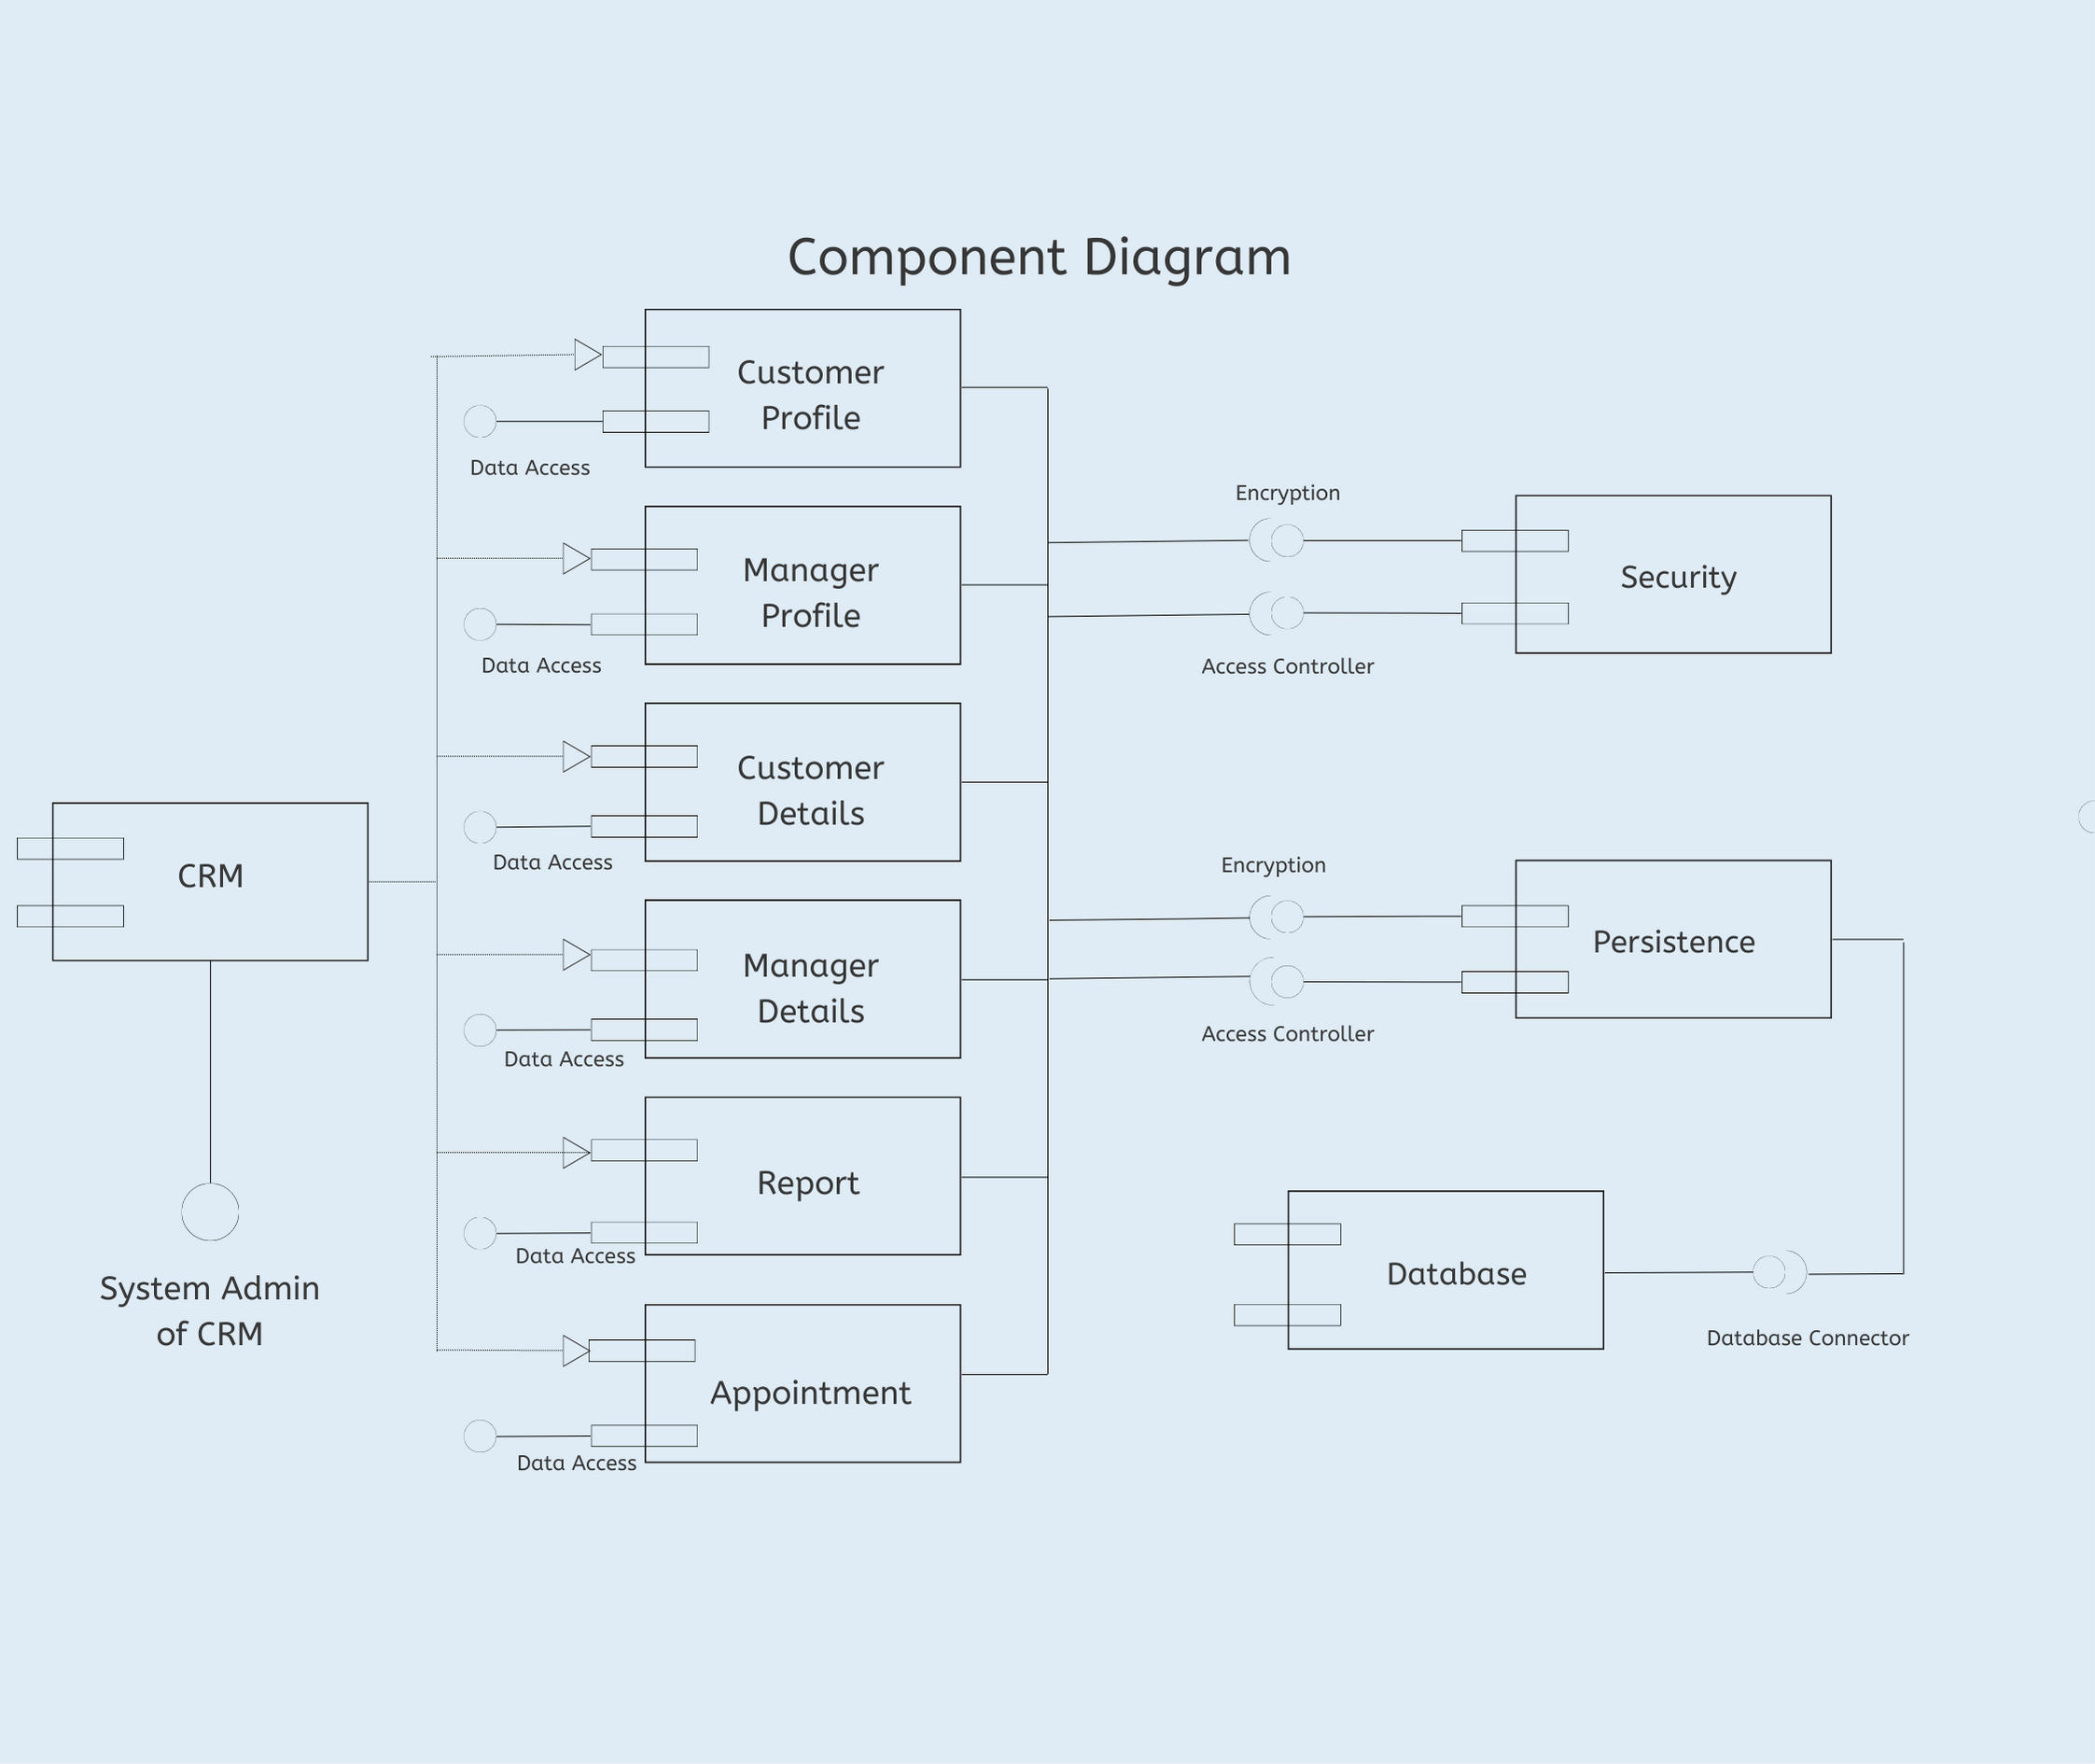 Component Diagram
Customer
Profile
Data Access
Manager
Profile
Data Access
Customer
Details
Data Access
Manager
Details
Data Access
Report
Data Access
Appointment
Data Access
CRM
System Admin
of CRM
Encryption
Access Controller
Security
Encryption
Access Controller
Persistence
Database
Database Connector